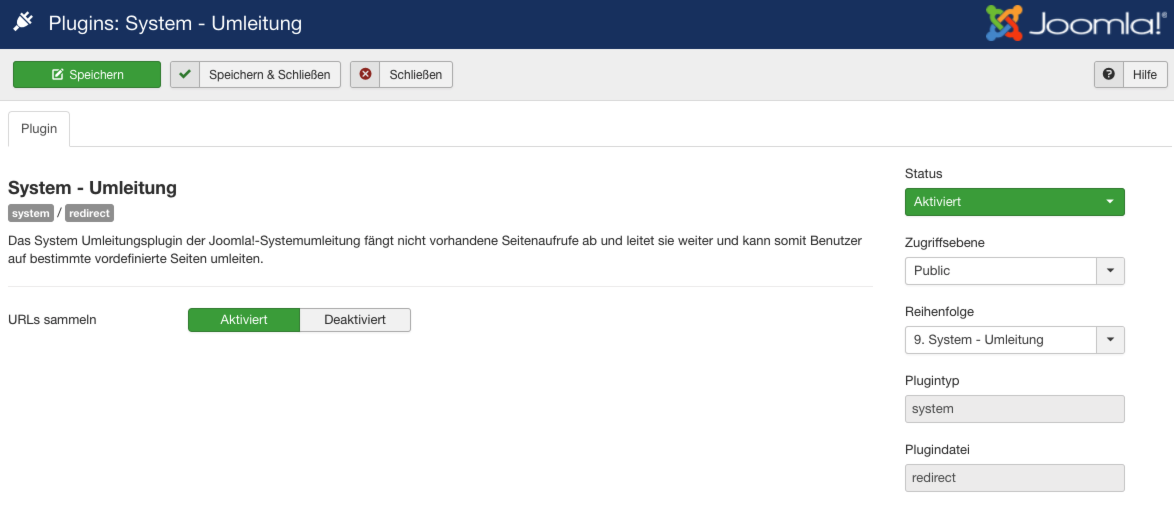 Plugins: System - Umleitung
Joomla!®
Speichern
Speichern & Schließen
Schließen
Hilfe
Plugin
System - Umleitung
system / redirect
Das System Umleitungsplugin der Joomla!-Systemumleitung fängt nicht vorhandene Seitenaufrufe ab und leitet sie weiter und kann somit Benutzer
auf bestimmte vordefinierte Seiten umleiten.
URLs sammeln
Aktiviert
Deaktiviert
Status
Aktiviert
Zugriffsebene
Public
Reihenfolge
9. System - Umleitung
Plugintyp
system
Plugindatei
redirect